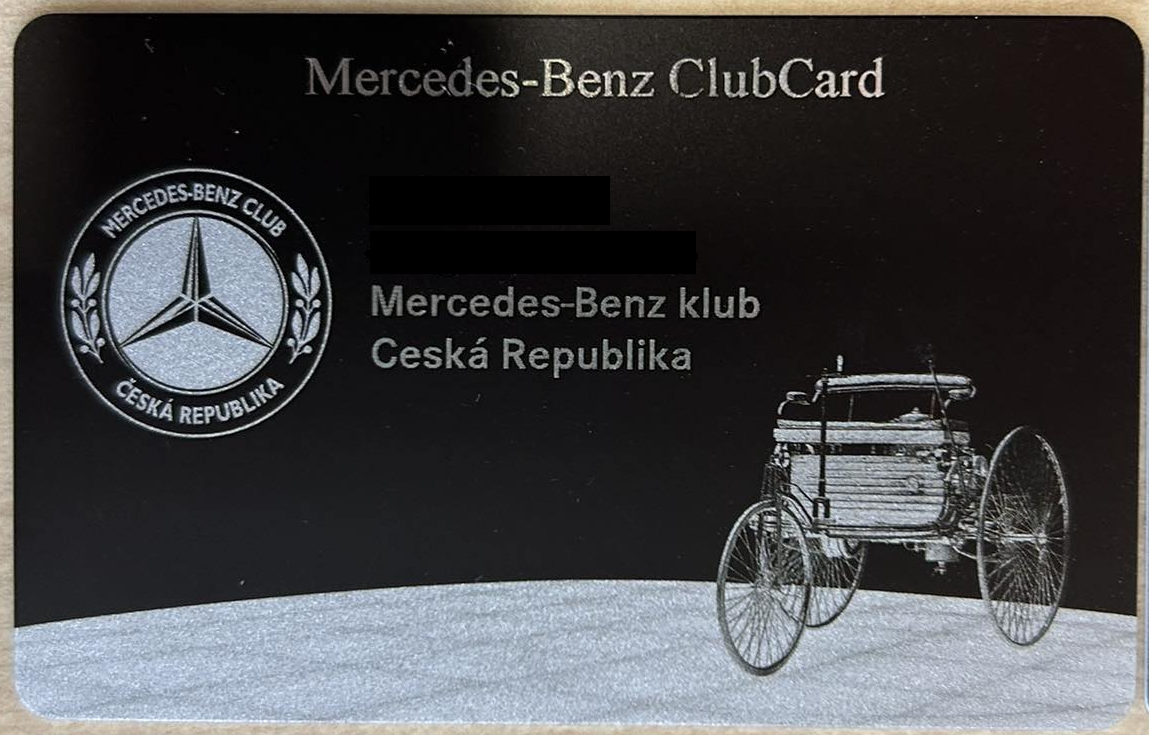 Mercedes-Benz ClubCard
MERCEDES-BENZ CLUB
ČESKÁ REPUBLIKA
Mercedes-Benz klub
Ceská Republika